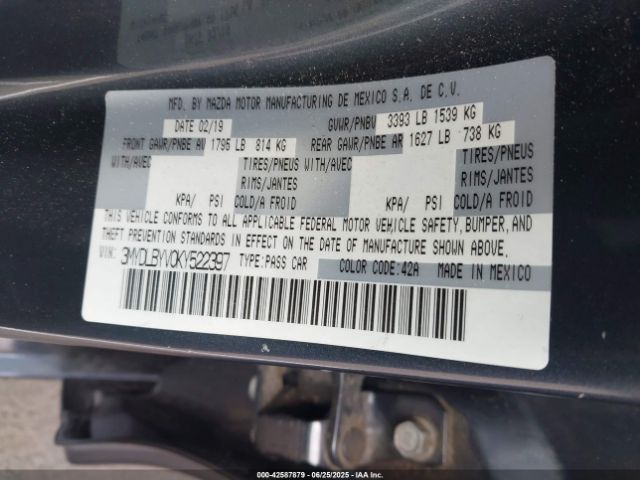 MFD. BY MAZDA MOTOR MANUFACTURING DE MEXICO S.A. DE C.V.
DATE 02/19 GVWR/PNBV 3393 LB 1539 KG
FRONT GAWR/PNBE AV 1795 LB 814 KG REAR GAWR/PNBE AR 1627 LB 738 KG
WITH/AVEC TIRES/PNEUS WITH/AVEC TIRES/PNEUS
RIMS/JANTES RIMS/JANTES
KPA/ PSI COLD/A FROID KPA/ PSI COLD/A FROID
THIS VEHICLE CONFORMS TO ALL APPLICABLE FEDERAL MOTOR VEHICLE SAFETY, BUMPER, AND
THEFT PREVENTION STANDARDS IN EFFECT ON THE DATE OF MANUFACTURE SHOWN ABOVE.
VIN: 3MYDLBYV0KY522397 TYPE:PASS CAR COLOR CODE:42A MADE IN MEXICO
000-42587879 06/25/2025 IAAI.COM